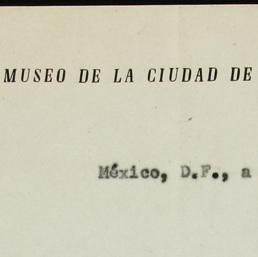 MUSEO DE LA CIUDAD DE
México, D.F., a